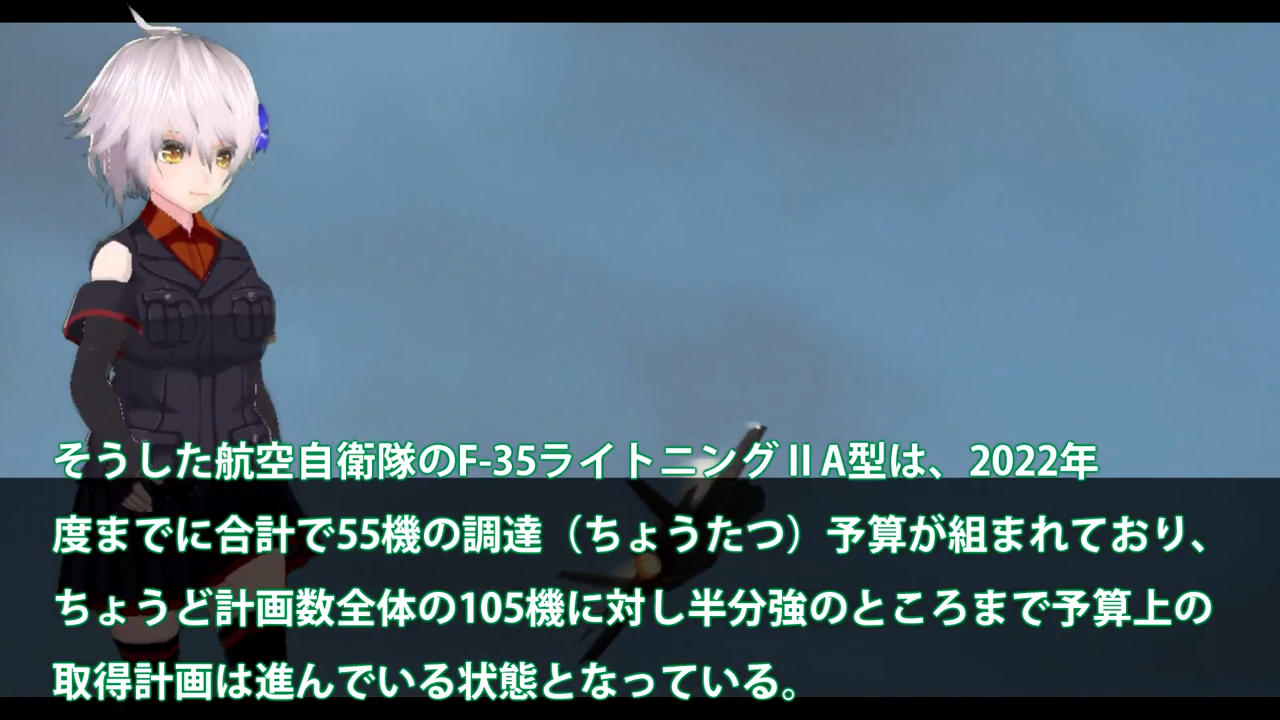 そうした航空自衛隊のF-35ライトニングⅡA型は、2022年
度までに合計で55機の調達（ちょうたつ）予算が組まれており、
ちょうど計画数全体の105機に対し半分強のところまで予算上の
取得計画は進んでいる状態となっている。